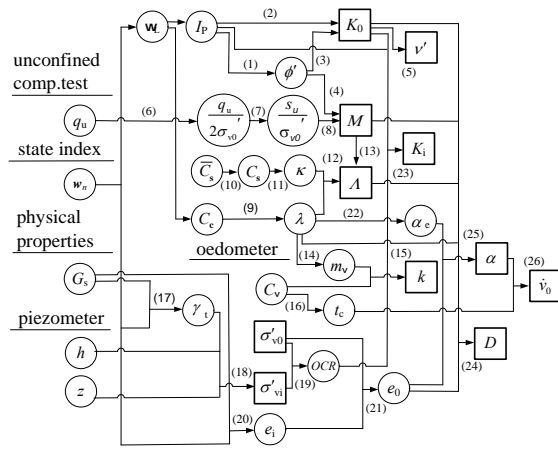 (2)
w_L I_P K_0
ν′
(1) (3) (5)
unconfined
comp.test
ϕ′
(4)
(6) (7) (8)
q_u q_u / 2σ_v0′ s_u / σ_v0′ M K_i
state index
(12) (13) (23)
w_n C̄_s C_s κ Λ
(10) (11)
physical
properties
(9) (22) (25)
C_c λ α_e
oedometer
(14) (15) (26)
G_s m_v k α v̇_0
(17)
C_v
γ_t (16) t_c
piezometer
σ′_v0 D
h OCR
(18) (19) (24)
z σ′_vi e_0
(20) (21)
e_i